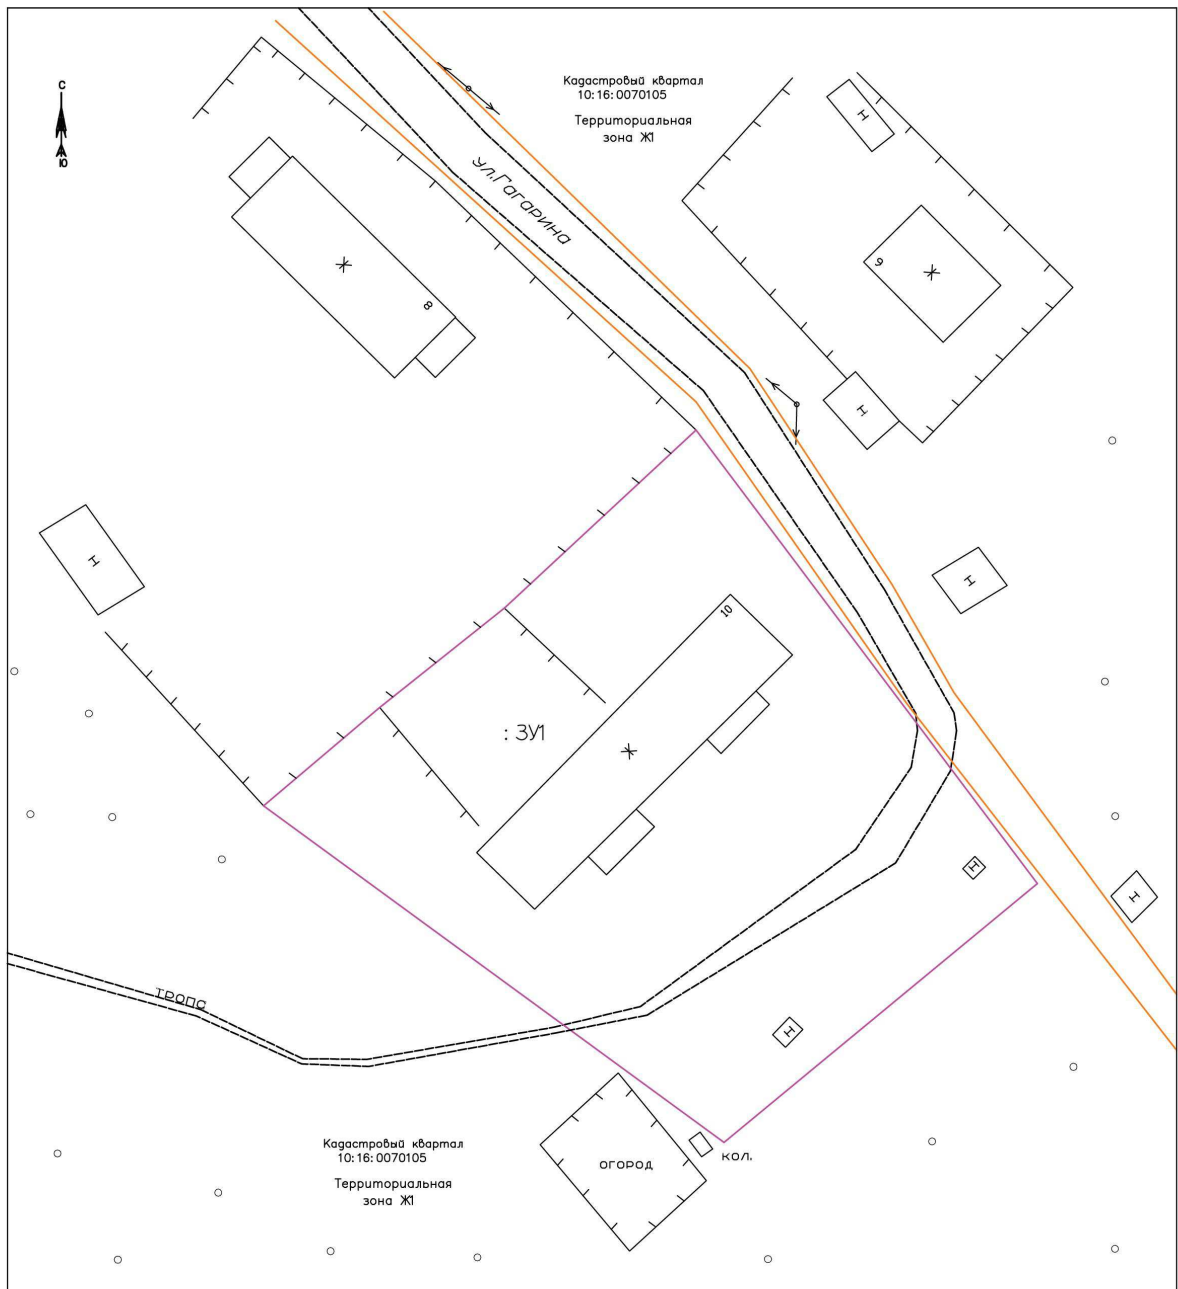 С
Ю
Кадастровый квартал
10:16:0070105
Территориальная
зона Ж1
Н
ул.Гагарина
Ж
8
9
Ж
Н
Н
Н
10
: ЗУ1
Ж
Н
Н
тропа
Н
Кадастровый квартал
10:16:0070105
Территориальная
зона Ж1
ОГОРОД
кол.